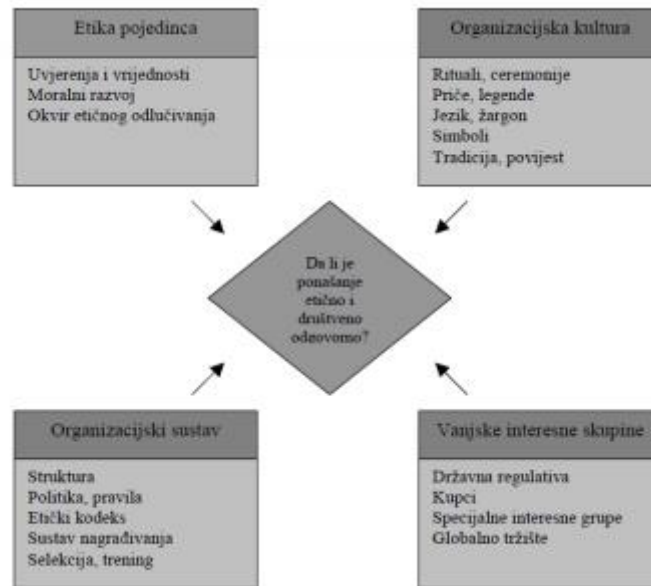 Etika pojedinca
Uvjerenja i vrijednosti
Moralni razvoj
Okvir etičnog odlučivanja
Organizacijska kultura
Rituali, ceremonije
Priče, legende
Jezik, žargon
Simboli
Tradicija, povijest
Da li je
ponašanje
etično i
društveno
odgovorno?
Organizacijski sustav
Struktura
Politika, pravila
Etički kodeks
Sustav nagrađivanja
Selekcija, trening
Vanjske interesne skupine
Državna regulativa
Kupci
Specijalne interesne grupe
Globalno tržište